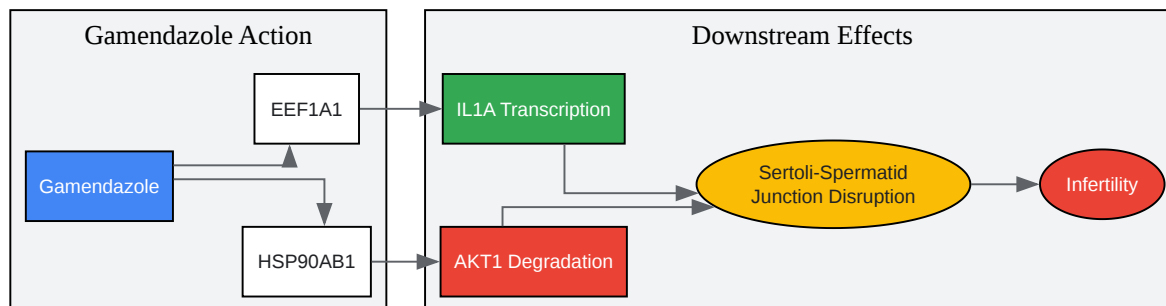 Gamendazole Action
Downstream Effects
EEF1A1
IL1A Transcription
Gamendazole
Sertoli-Spermatid
Junction Disruption
Infertility
HSP90AB1
AKT1 Degradation